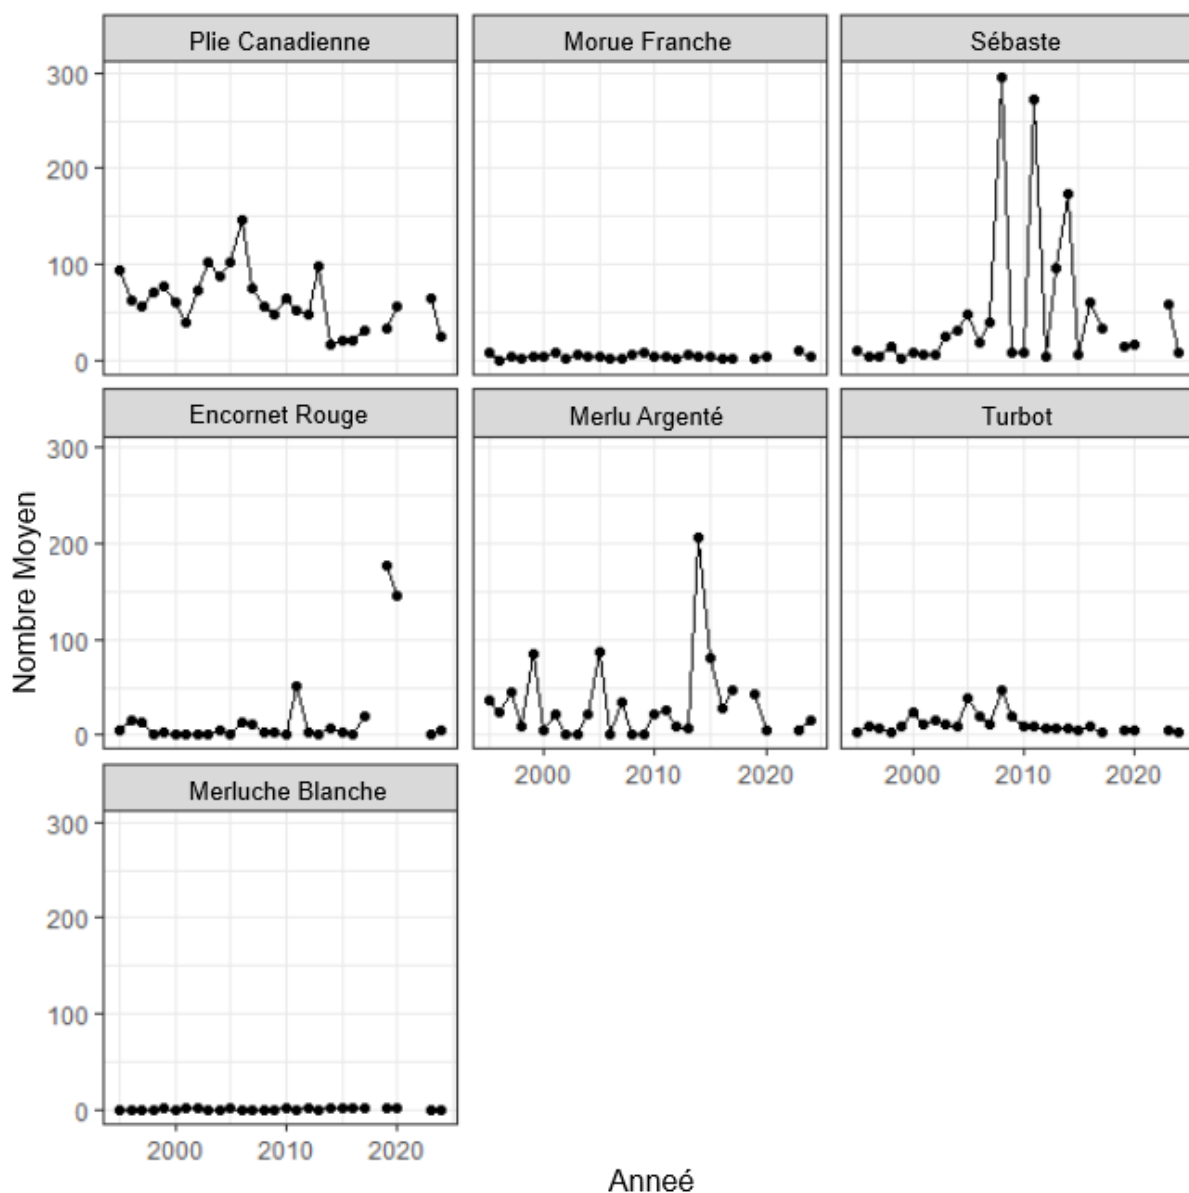 Plie Canadienne
Morue Franche
Sébaste
300
200
100
0
Encornet Rouge
Merlu Argenté
Turbot
300
200
100
0
2000 2010 2020
2000 2010 2020
Merluche Blanche
300
200
100
0
2000 2010 2020
Nombre Moyen
Anneé